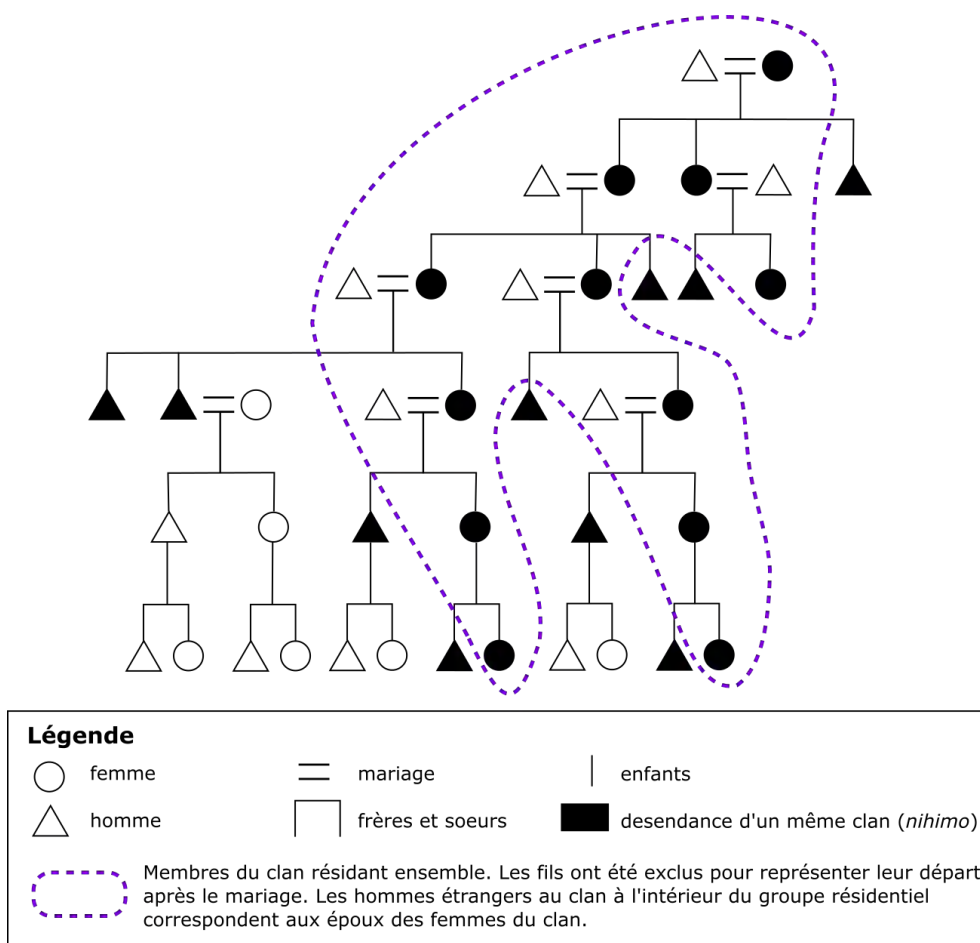 Légende
femme
mariage
enfants
homme
frères et soeurs
desendance d'un même clan (nihimo)
Membres du clan résidant ensemble. Les fils ont été exclus pour représenter leur départ
après le mariage. Les hommes étrangers au clan à l'intérieur du groupe résidentiel
correspondent aux époux des femmes du clan.